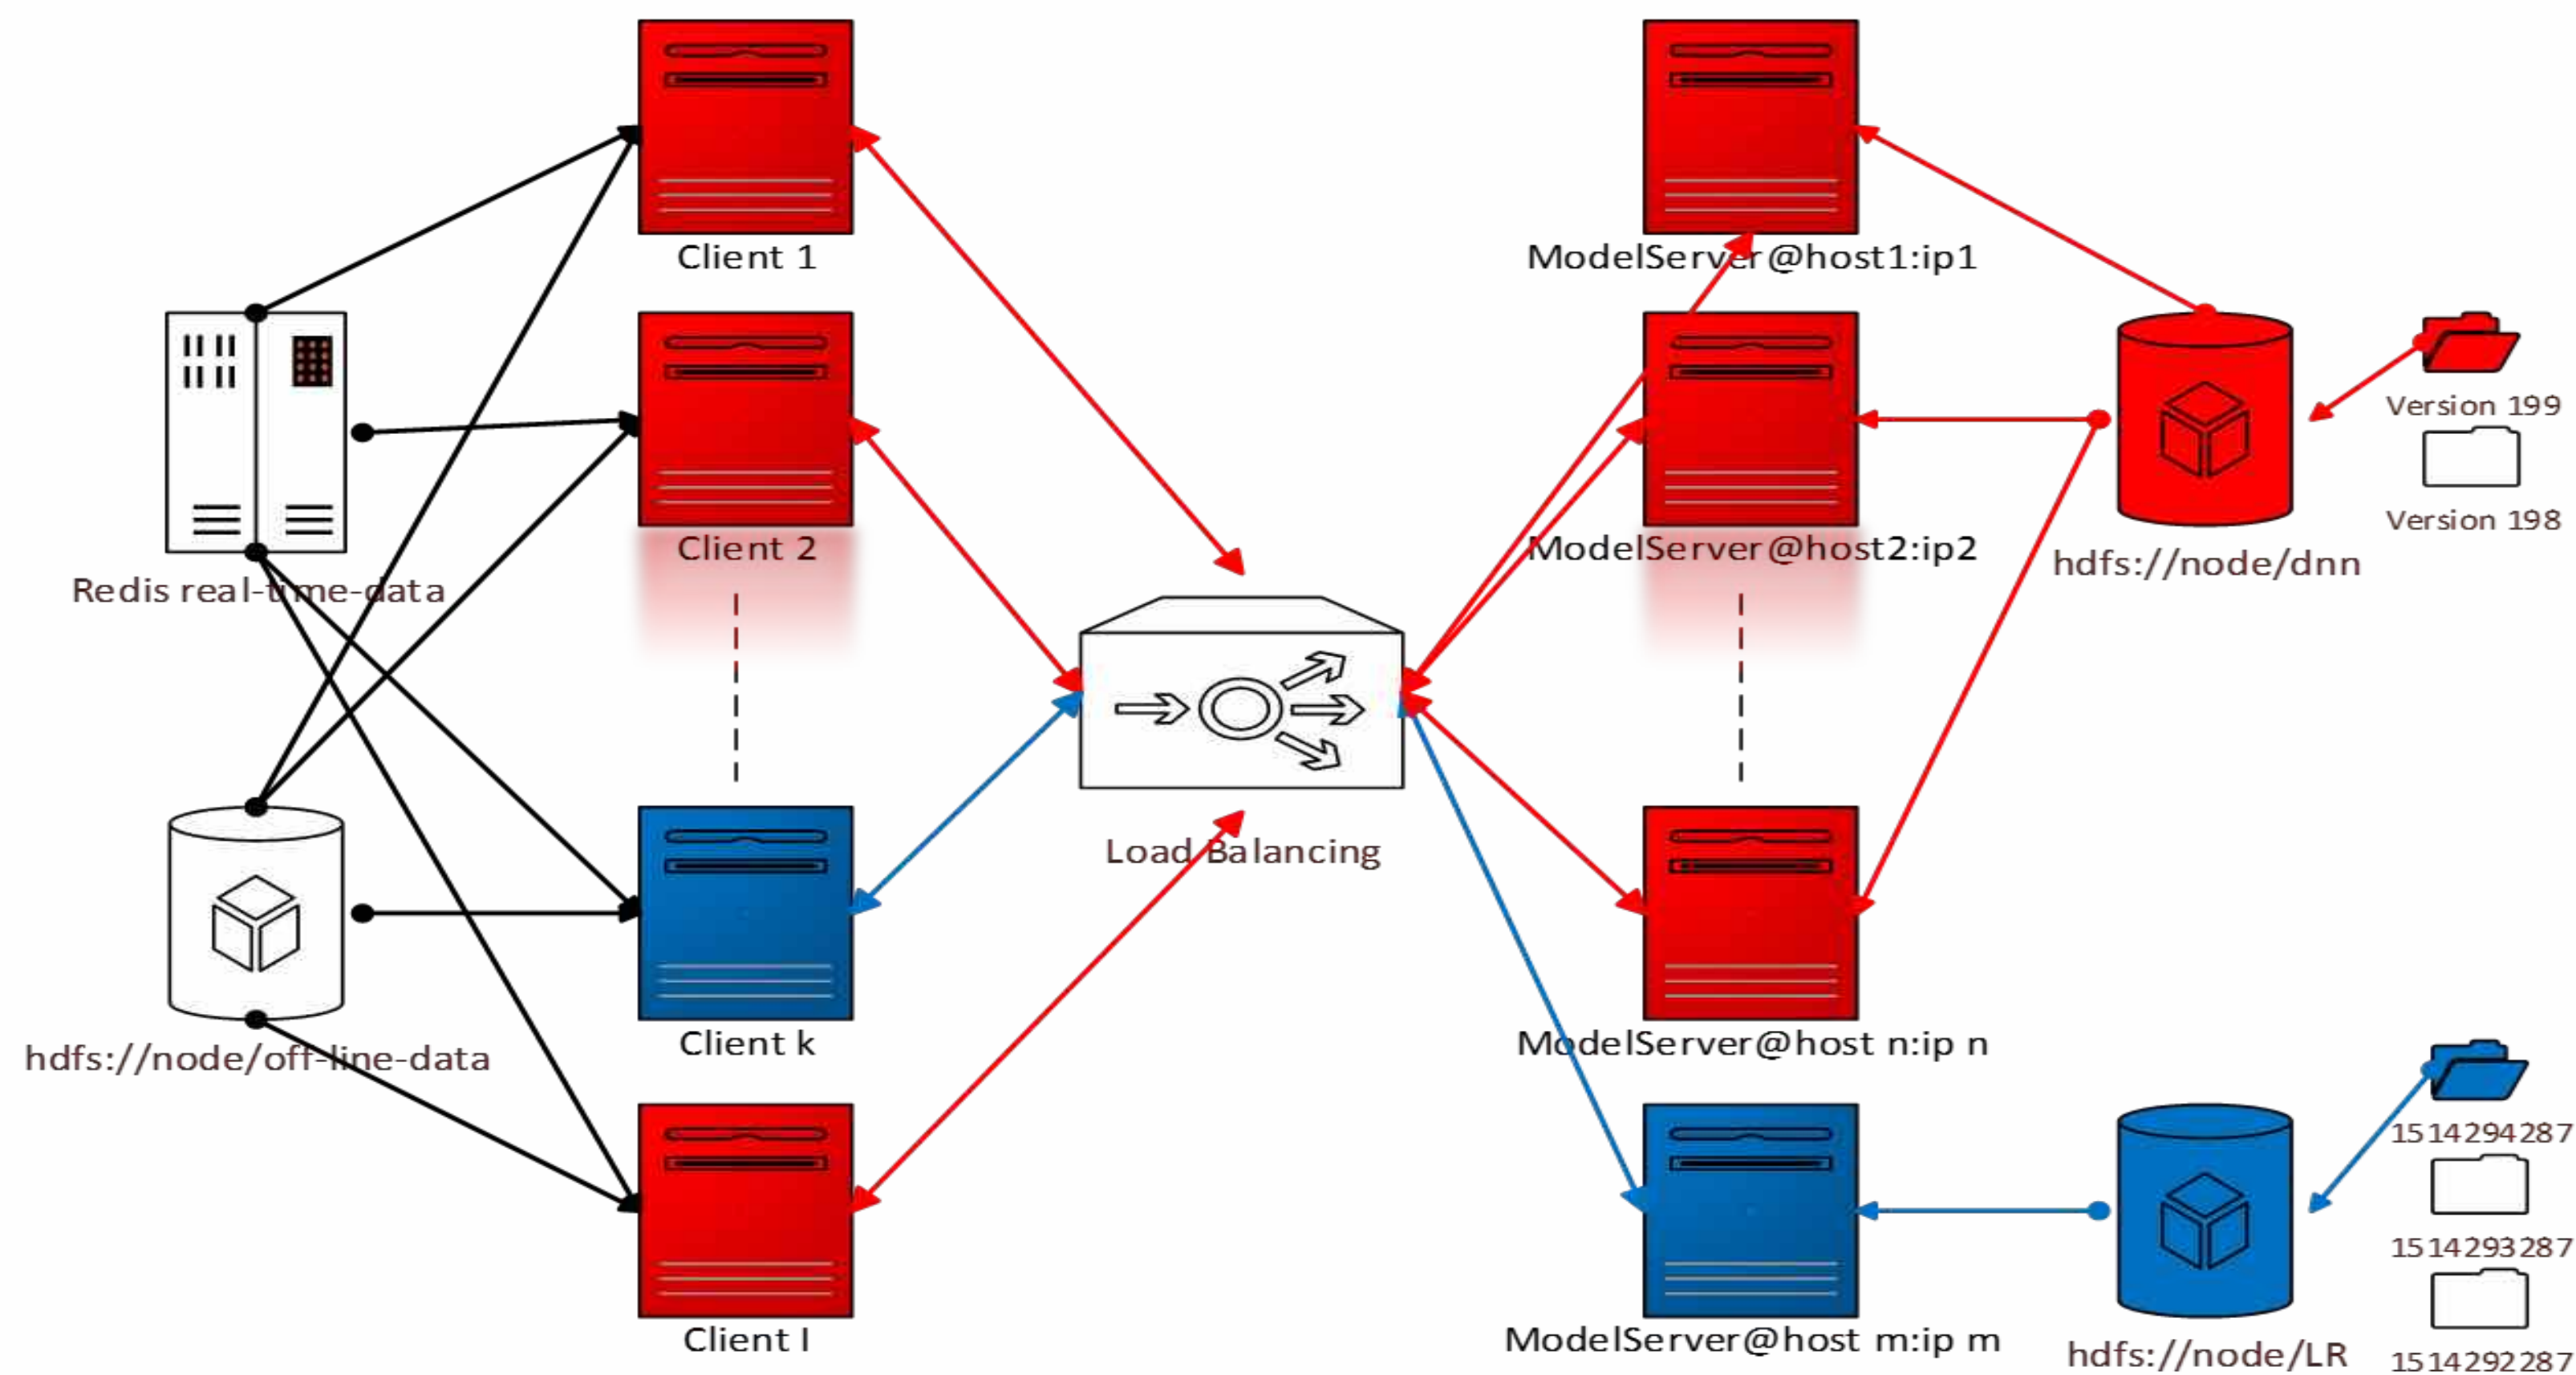 Client 1
ModelServer@host1:ip1
Version 199
Version 198
Client 2
ModelServer@host2:ip2
hdfs://node/dnn
Redis real-time-data
Load Balancing
hdfs://node/off-line-data
Client k
ModelServer@host n:ip n
1514294287
1514293287
Client l
ModelServer@host m:ip m
hdfs://node/LR
1514292287